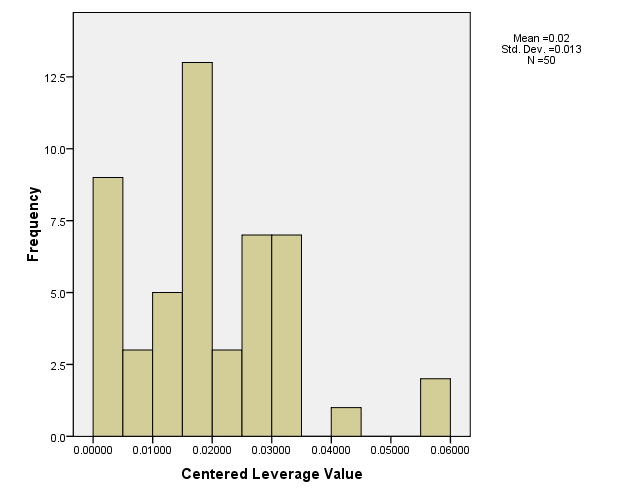 Mean =0.02
Std. Dev. =0.013
N =50
12.5
10.0
7.5
5.0
2.5
0.0
Frequency
0.00000 0.01000 0.02000 0.03000 0.04000 0.05000 0.06000
Centered Leverage Value